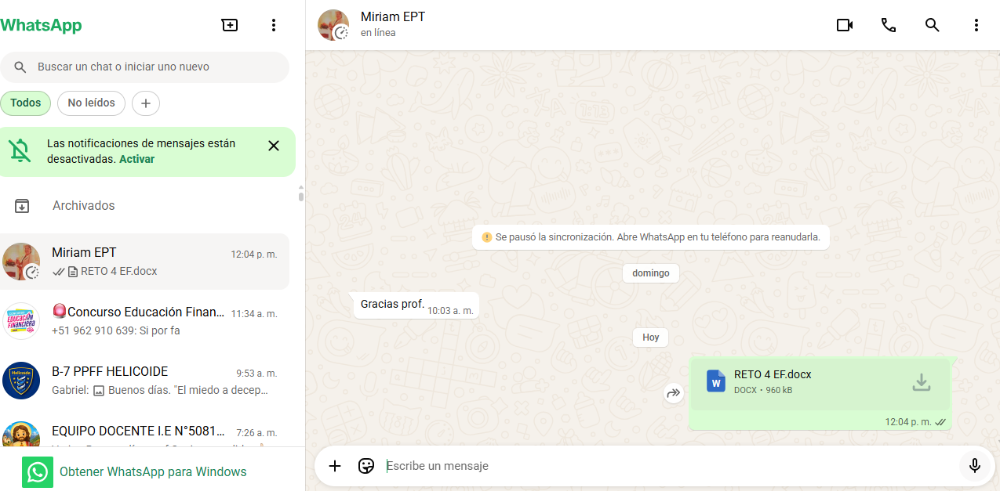 WhatsApp
Buscar un chat o iniciar uno nuevo
Todos
No leídos
Las notificaciones de mensajes están
desactivadas. Activar
Archivados
Miriam EPT
12:04 p. m.
RETO 4 EF.docx
Concurso Educación Finan...
11:34 a. m.
+51 962 910 639: Si por fa
EDUCACIÓN
FINANCIERA
B-7 PPFF HELICOIDE
9:53 a. m.
Gabriel: Buenos días. "El miedo a decep...
Helicoide
EQUIPO DOCENTE I.E N°5081...
7:26 a. m.
Obtener WhatsApp para Windows
Miriam EPT
en línea
Se pausó la sincronización. Abre WhatsApp en tu teléfono para reanudarla.
domingo
Gracias prof.
10:03 a. m.
Hoy
W
RETO 4 EF.docx
DOCX • 960 kB
12:04 p. m.
Escribe un mensaje